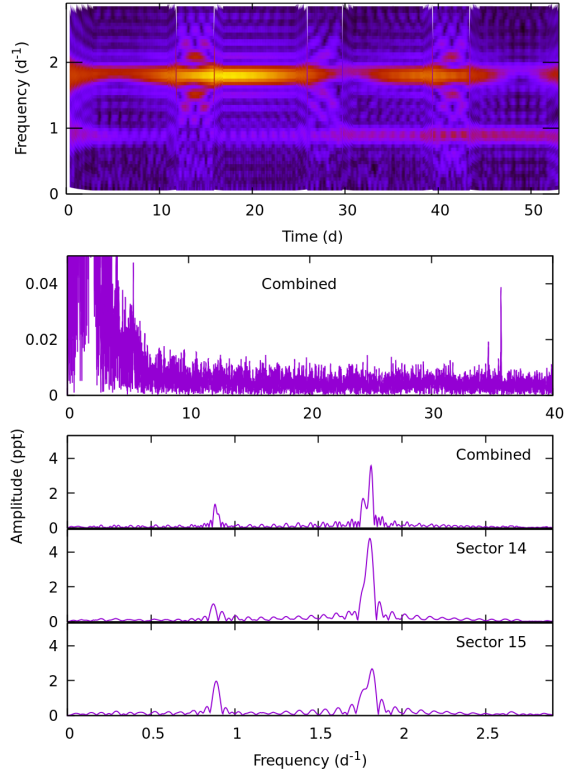 Frequency (d-1)
2
1
0
0 10 20 30 40 50
Time (d)
Combined
0.04
0.02
0
0 10 20 30 40
Amplitude (ppt)
Combined
4
2
0
Sector 14
4
2
0
Sector 15
4
2
0
0 0.5 1 1.5 2 2.5
Frequency (d-1)